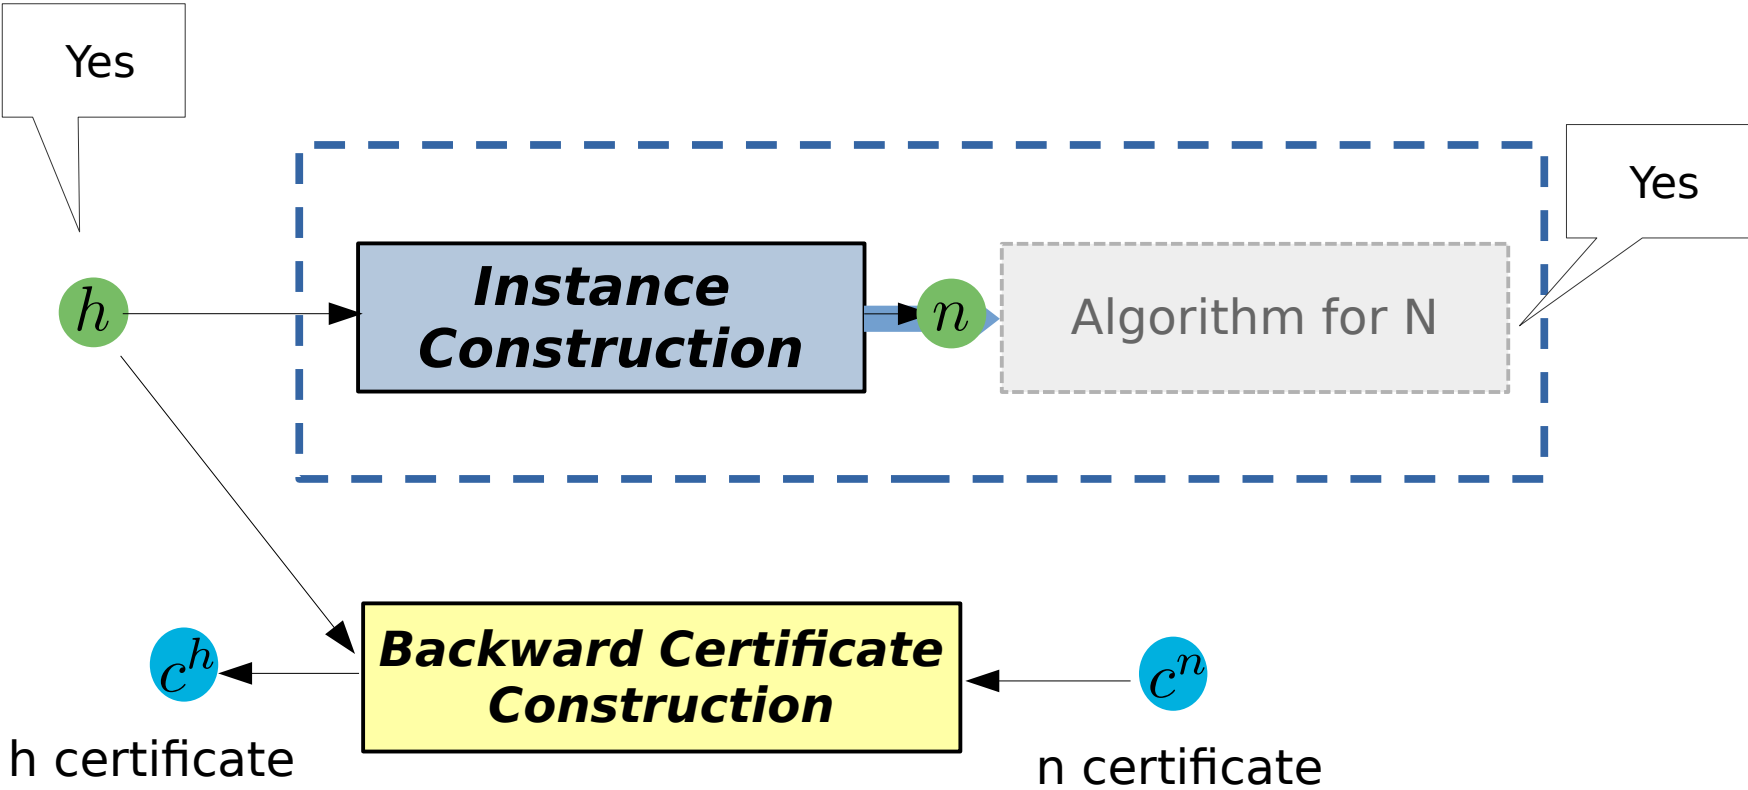 Yes
Yes
Instance
Construction
h
n
Algorithm for N
Backward Certificate
Construction
c^h
c^n
h certificate
n certificate